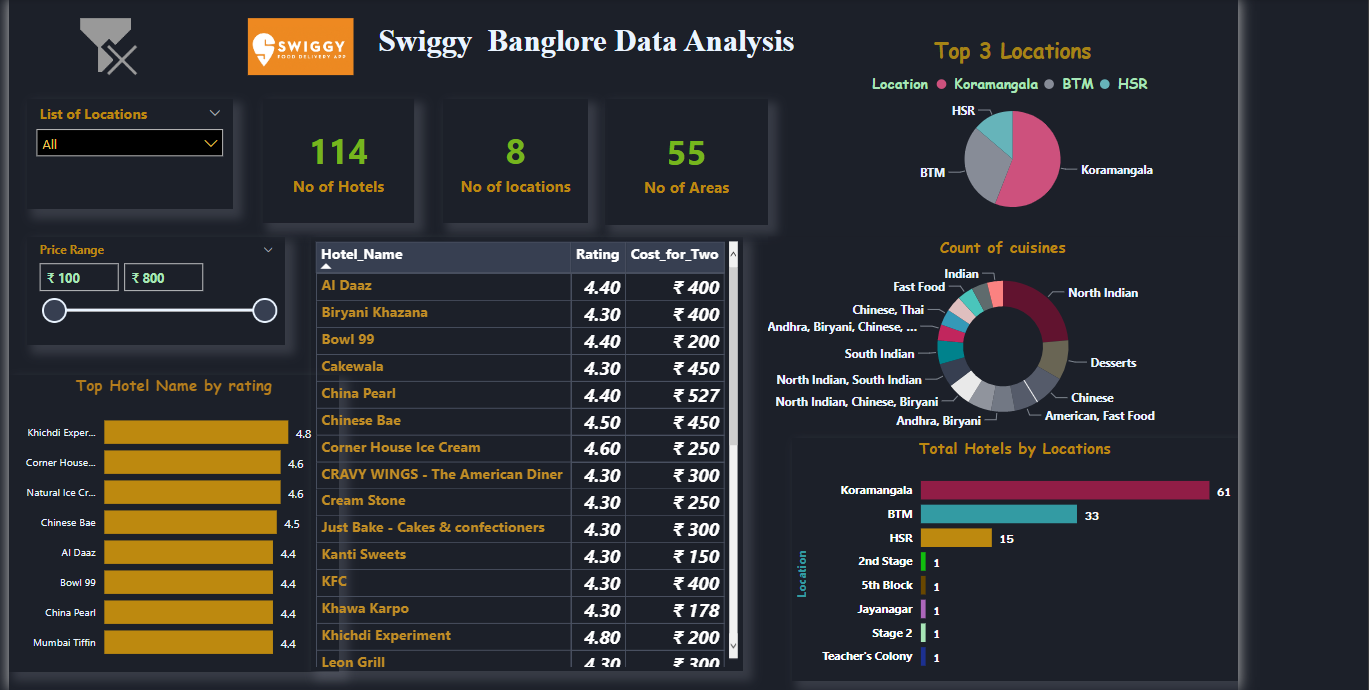 SWIGGY
FOOD DELIVERY APP
Swiggy Banglore Data Analysis
List of Locations
All
114
No of Hotels
8
No of locations
55
No of Areas
Price Range
₹ 100
₹ 800
Top Hotel Name by rating
Khichdi Exper... 4.8
Corner House... 4.6
Natural Ice Cr... 4.6
Chinese Bae 4.5
Al Daaz 4.4
Bowl 99 4.4
China Pearl 4.4
Mumbai Tiffin 4.4
Hotel_Name Rating Cost_for_Two
Al Daaz 4.40 ₹ 400
Biryani Khazana 4.30 ₹ 400
Bowl 99 4.40 ₹ 200
Cakewala 4.30 ₹ 450
China Pearl 4.40 ₹ 527
Chinese Bae 4.50 ₹ 450
Corner House Ice Cream 4.60 ₹ 250
CRAVY WINGS - The American Diner 4.30 ₹ 300
Cream Stone 4.30 ₹ 250
Just Bake - Cakes & confectioners 4.30 ₹ 300
Kanti Sweets 4.30 ₹ 150
KFC 4.30 ₹ 400
Khawa Karpo 4.30 ₹ 178
Khichdi Experiment 4.80 ₹ 200
Leon Grill 4.30 ₹ 300
Top 3 Locations
Location Koramangala BTM HSR
HSR
BTM
Koramangala
Count of cuisines
Indian
Fast Food
North Indian
Chinese, Thai
Andhra, Biryani, Chinese, ...
South Indian
Desserts
North Indian, South Indian
North Indian, Chinese, Biryani
Chinese
American, Fast Food
Andhra, Biryani
Total Hotels by Locations
Location
Koramangala 61
BTM 33
HSR 15
2nd Stage 1
5th Block 1
Jayanagar 1
Stage 2 1
Teacher's Colony 1